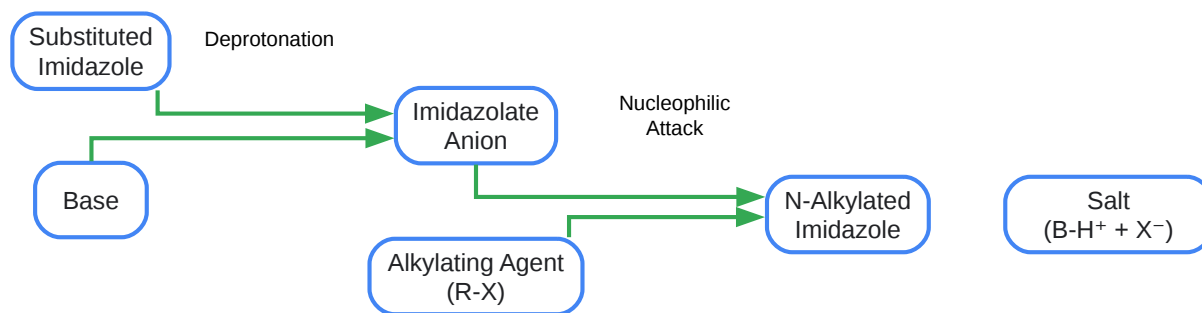 Substituted
Imidazole
Deprotonation
Imidazolate
Anion
Nucleophilic
Attack
Base
N-Alkylated
Imidazole
Salt
(B-H⁺ + X⁻)
Alkylating Agent
(R-X)